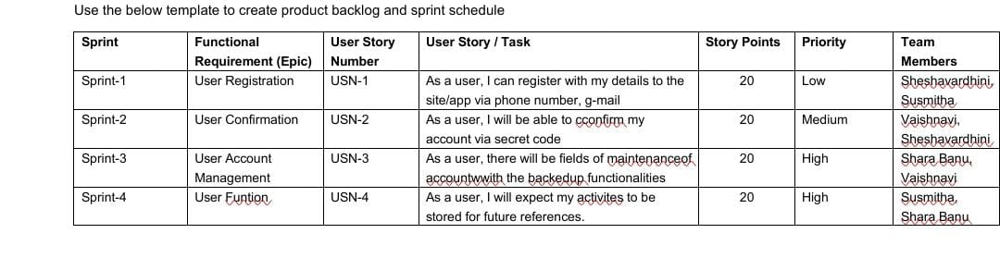 Use the below template to create product backlog and sprint schedule
Sprint Functional User Story User Story / Task Story Points Priority Team
Requirement (Epic) Number Members
Sprint-1 User Registration USN-1 As a user, I can register with my details to the 20 Low Sheshavardhini,
site/app via phone number, g-mail Susmitha
Sprint-2 User Confirmation USN-2 As a user, I will be able to cconfirm my 20 Medium Vaishnavi,
account via secret code Sheshavardhini
Sprint-3 User Account USN-3 As a user, there will be fields of maintenanceof 20 High Shara Banu,
Management accountwwith the backedup functionalities Vaishnavi
Sprint-4 User Funtion USN-4 As a user, I will expect my activites to be 20 High Susmitha,
stored for future references. Shara Banu